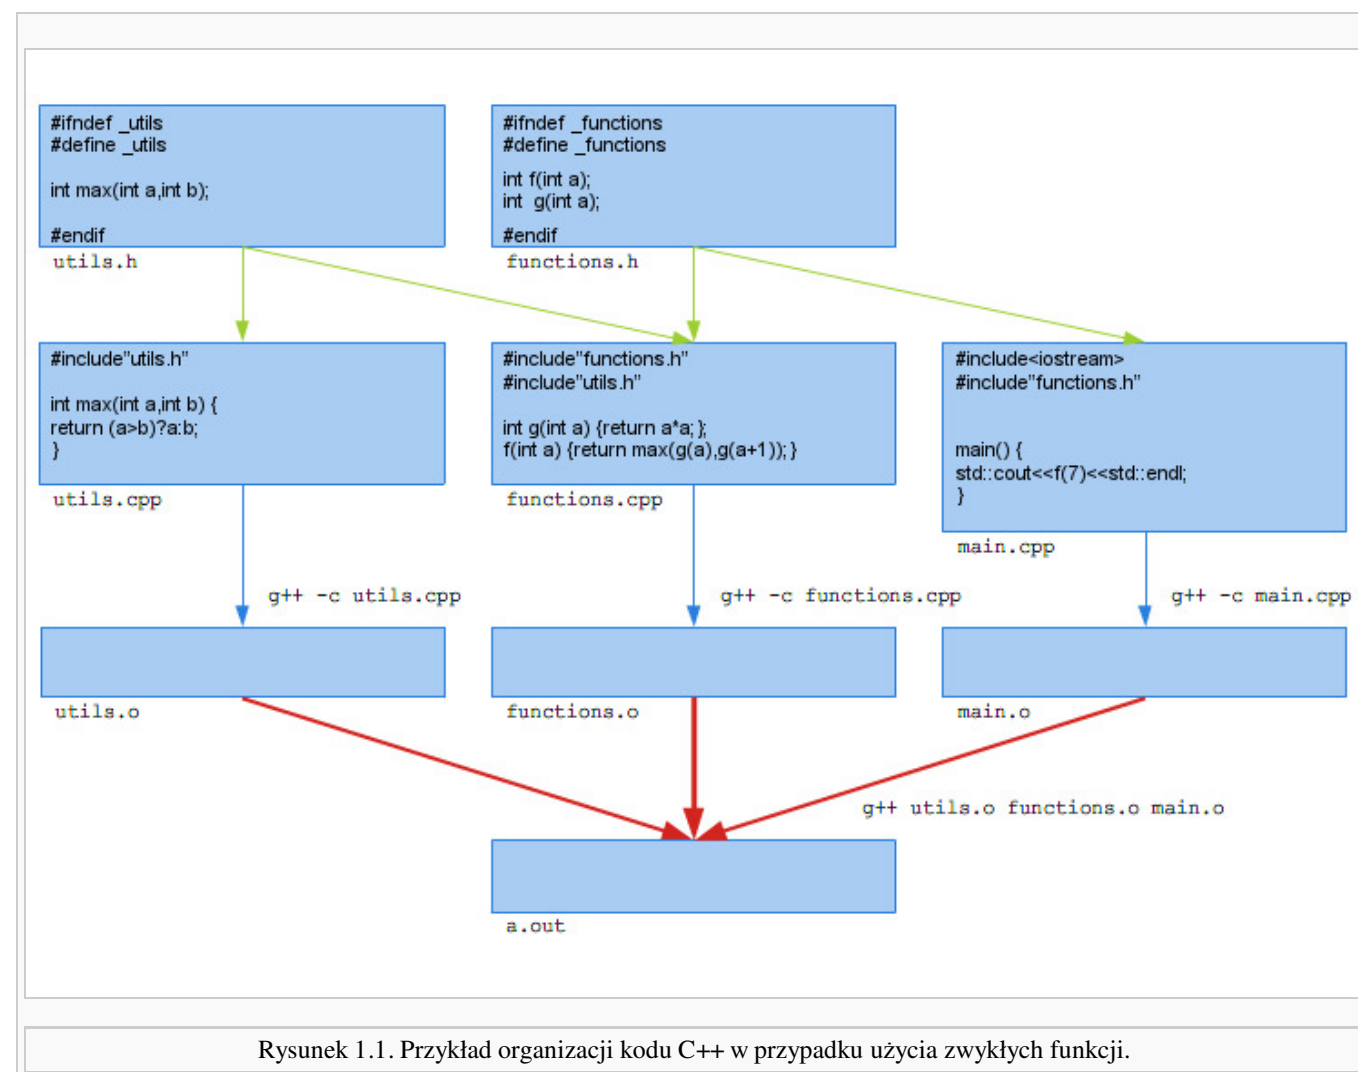 #ifndef _utils
#define _utils
int max(int a,int b);
#endif
utils.h
#ifndef _functions
#define _functions
int f(int a);
int  g(int a);
#endif
functions.h
#include"utils.h"
int max(int a,int b) {
return (a>b)?a:b;
}
utils.cpp
#include"functions.h"
#include"utils.h"
int g(int a) {return a*a; };
f(int a) {return max(g(a),g(a+1)); }
functions.cpp
#include<iostream>
#include"functions.h"
main() {
std::cout<<f(7)<<std::endl;
}
main.cpp
g++ -c utils.cpp
g++ -c functions.cpp
g++ -c main.cpp
utils.o
functions.o
main.o
g++ utils.o functions.o main.o
a.out
Rysunek 1.1. Przykład organizacji kodu C++ w przypadku użycia zwykłych funkcji.